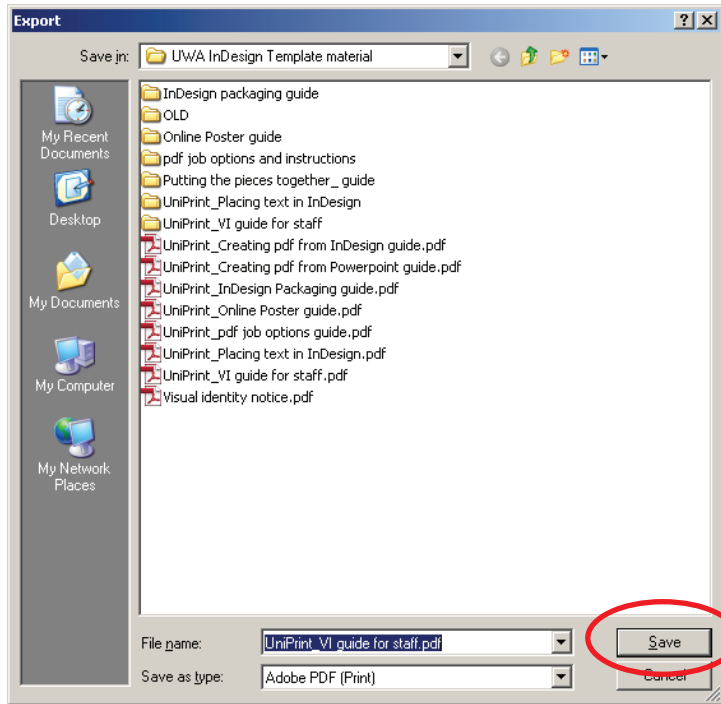 Export
Save in: UWA InDesign Template material
My Recent
Documents
Desktop
My Documents
My Computer
My Network
Places
InDesign packaging guide
OLD
Online Poster guide
pdf job options and instructions
Putting the pieces together_ guide
UniPrint_Placing text in InDesign
UniPrint_VI guide for staff
UniPrint_Creating pdf from InDesign guide.pdf
UniPrint_Creating pdf from Powerpoint guide.pdf
UniPrint_InDesign Packaging guide.pdf
UniPrint_Online Poster guide.pdf
UniPrint_pdf job options guide.pdf
UniPrint_Placing text in InDesign.pdf
UniPrint_VI guide for staff.pdf
Visual identity notice.pdf
File name: UniPrint_VI guide for staff.pdf Save
Save as type: Adobe PDF (Print) Cancel